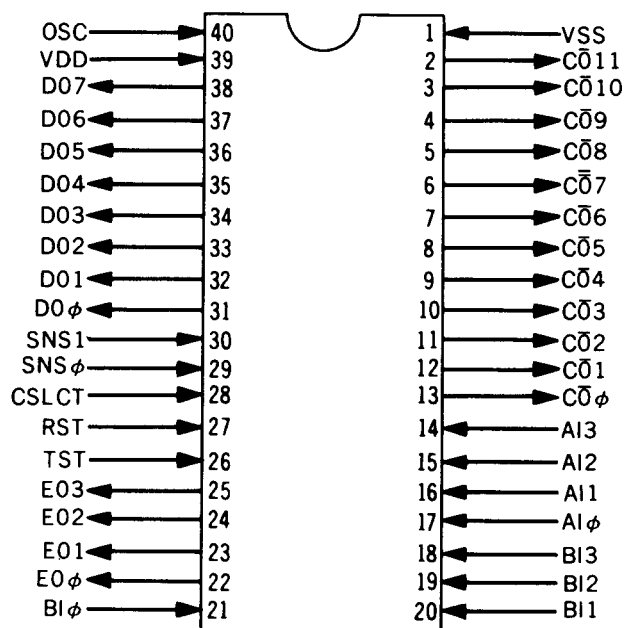 OSC 40 1 VSS
VDD 39 2 CŌ11
DO7 38 3 CŌ10
DO6 37 4 CŌ9
DO5 36 5 CŌ8
DO4 35 6 CŌ7
DO3 34 7 CŌ6
DO2 33 8 CŌ5
DO1 32 9 CŌ4
DOϕ 31 10 CŌ3
SNS1 30 11 CŌ2
SNSϕ 29 12 CŌ1
CSLCT 28 13 CŌϕ
RST 27 14 AI3
TST 26 15 AI2
EO3 25 16 AI1
EO2 24 17 AIϕ
EO1 23 18 BI3
EOϕ 22 19 BI2
BIϕ 21 20 BI1